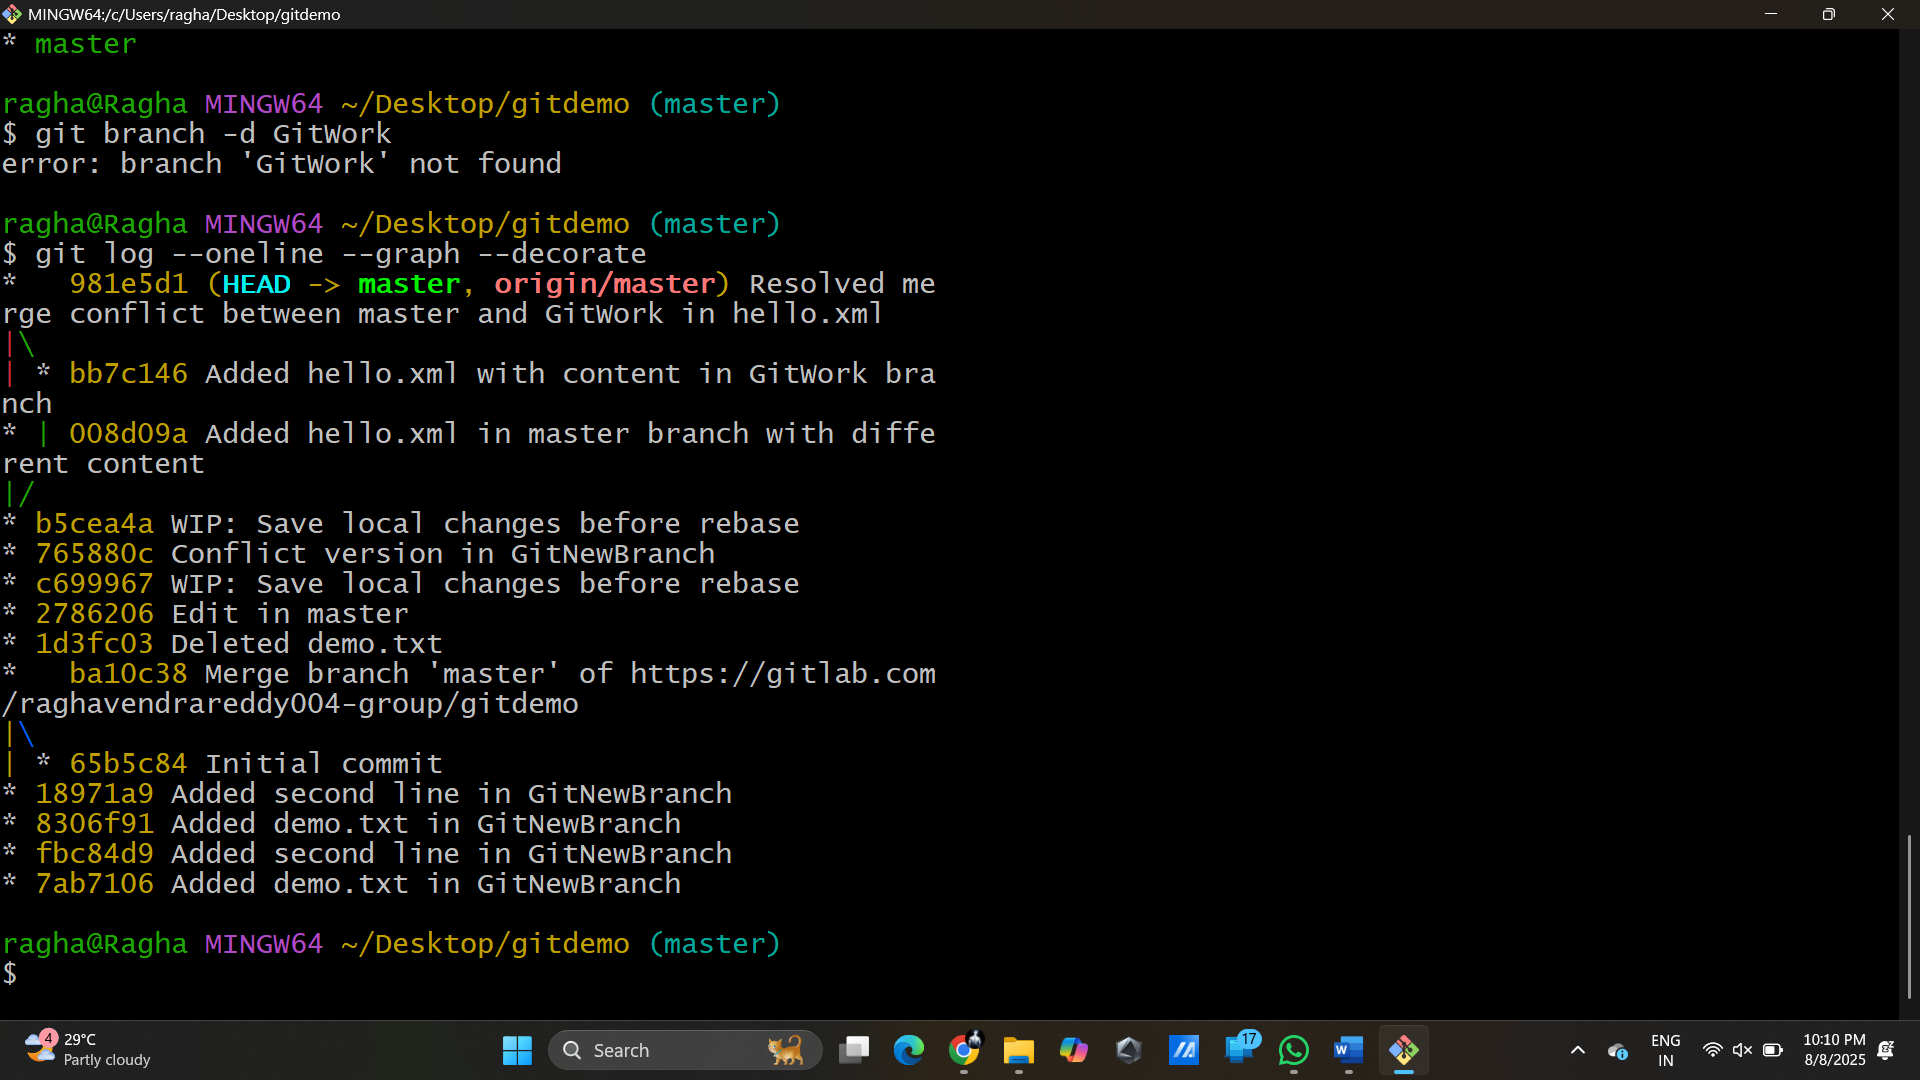 MINGW64:/c/Users/ragha/Desktop/gitdemo
* master
ragha@Ragha MINGW64 ~/Desktop/gitdemo (master)
$ git branch -d GitWork
error: branch 'GitWork' not found
ragha@Ragha MINGW64 ~/Desktop/gitdemo (master)
$ git log --oneline --graph --decorate
*   981e5d1 (HEAD -> master, origin/master) Resolved me
rge conflict between master and GitWork in hello.xml
|\
| * bb7c146 Added hello.xml with content in GitWork bra
nch
* | 008d09a Added hello.xml in master branch with diffe
rent content
|/
* b5cea4a WIP: Save local changes before rebase
* 765880c Conflict version in GitNewBranch
* c699967 WIP: Save local changes before rebase
* 2786206 Edit in master
* 1d3fc03 Deleted demo.txt
*   ba10c38 Merge branch 'master' of https://gitlab.com
/raghavendrareddy004-group/gitdemo
|\
| * 65b5c84 Initial commit
* 18971a9 Added second line in GitNewBranch
* 8306f91 Added demo.txt in GitNewBranch
* fbc84d9 Added second line in GitNewBranch
* 7ab7106 Added demo.txt in GitNewBranch
ragha@Ragha MINGW64 ~/Desktop/gitdemo (master)
$
4
29°C
Partly cloudy
Search
17
W
ENG
IN
10:10 PM
8/8/2025